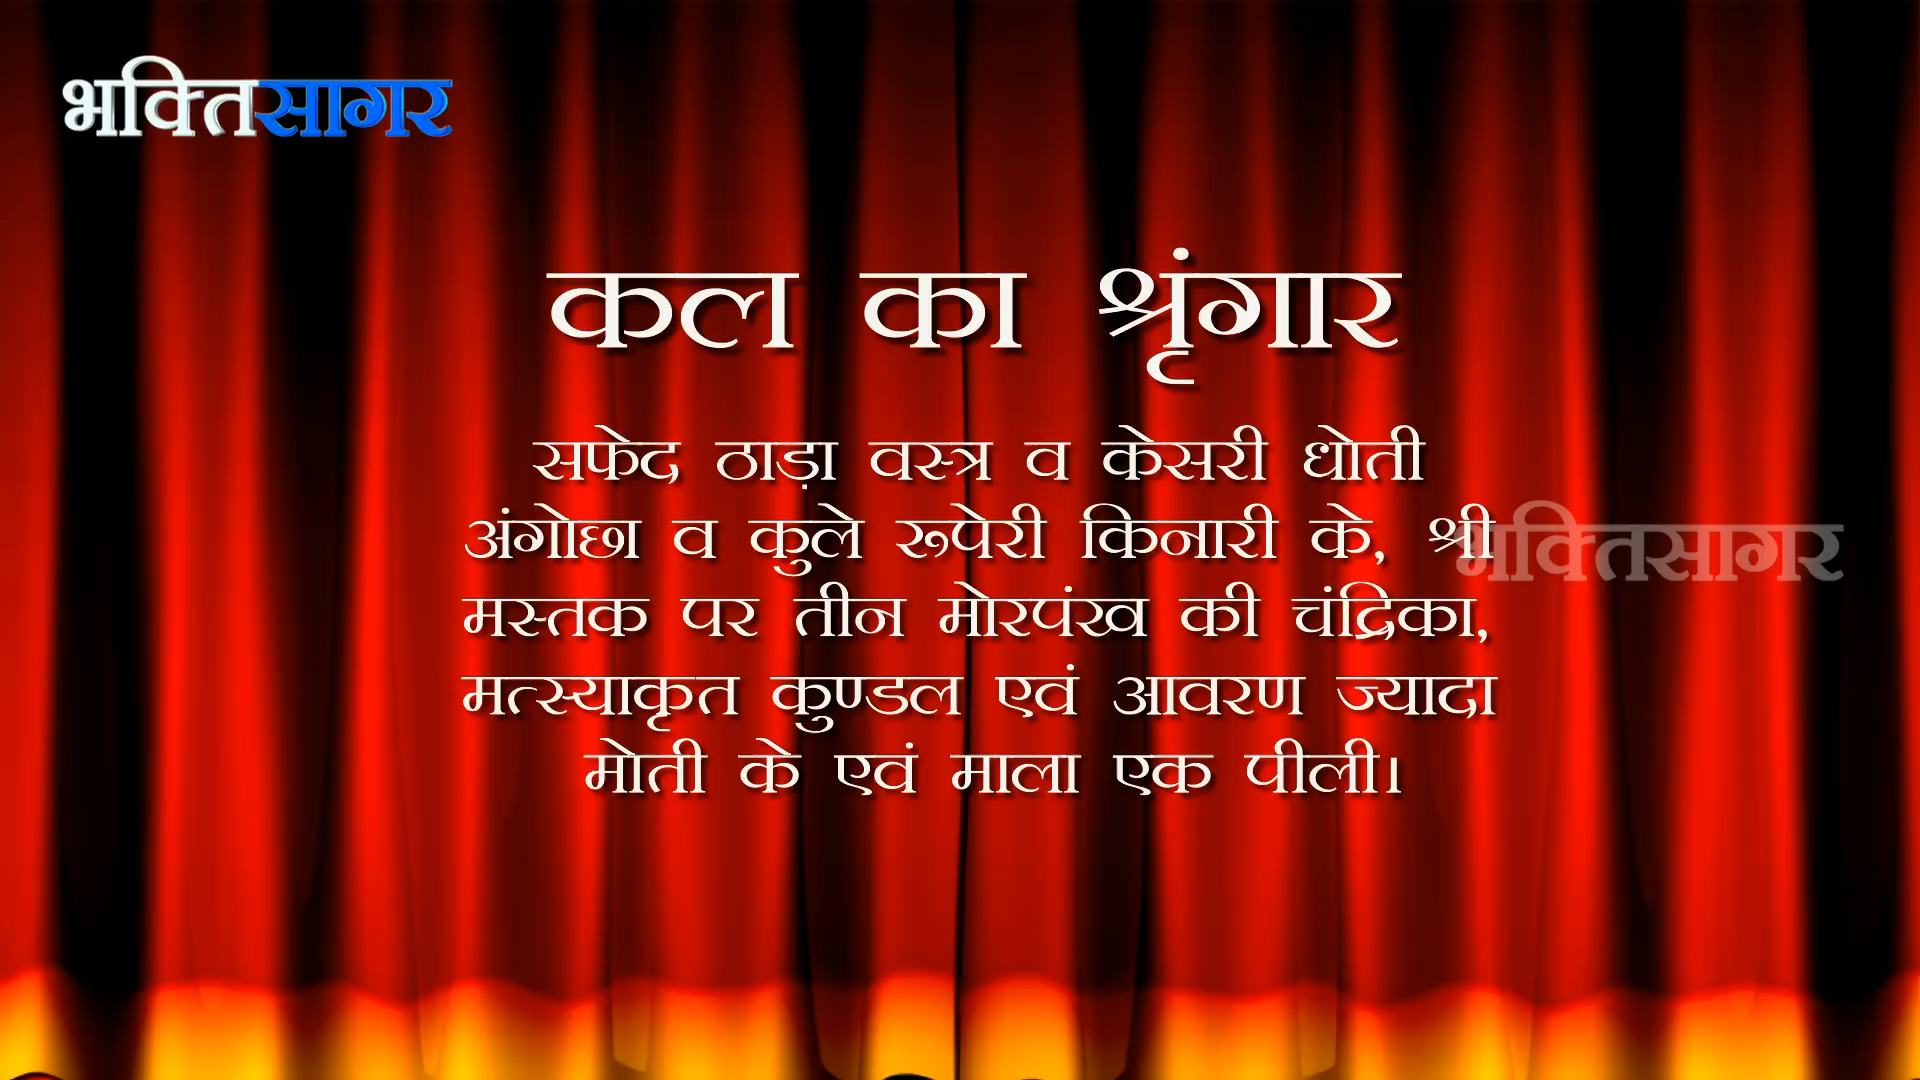 भक्तिसागर
कल का श्रृंगार
सफेद ठाड़ा वस्त्र व केसरी धोती
अंगोछा व कुले रूपेरी किनारी के, श्री
भक्तिसागर
मस्तक पर तीन मोरपंख की चंद्रिका,
मत्स्याकृत कुण्डल एवं आवरण ज्यादा
मोती के एवं माला एक पीली।